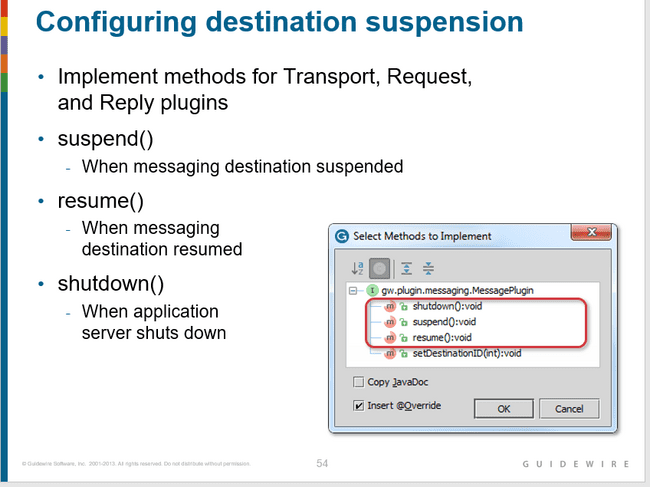 Configuring destination suspension
• Implement methods for Transport, Request,
and Reply plugins
• suspend()
- When messaging destination suspended
• resume()
- When messaging
destination resumed
• shutdown()
- When application
server shuts down
Select Methods to Implement
gw.plugin.messaging.MessagePlugin
shutdown():void
suspend():void
resume():void
setDestinationID(int):void
Copy JavaDoc
Insert @Override
OK
Cancel
© Guidewire Software, Inc. 2001-2013. All rights reserved. Do not distribute without permission.
54
GUIDEWIRE